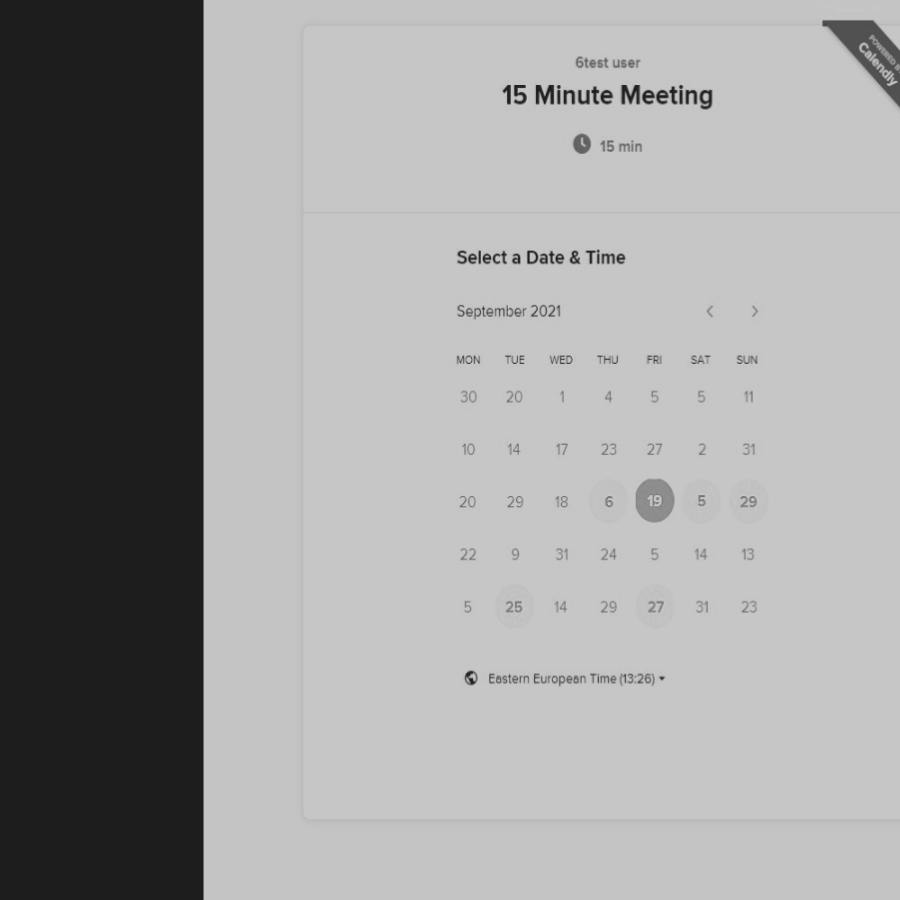 POWERED
Calendly
6test user
15 Minute Meeting
15 min
Select a Date & Time
September 2021
MON TUE WED THU FRI SAT SUN
30 20 1 4 5 5 11
10 14 17 23 27 2 31
20 29 18 6 19 5 29
22 9 31 24 5 14 13
5 25 14 29 27 31 23
Eastern European Time (13:26)